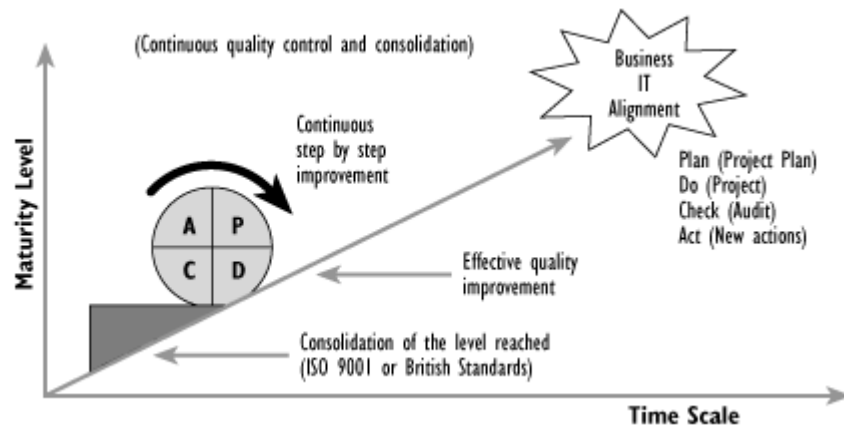 (Continuous quality control and consolidation)
Business
IT
Alignment
Continuous
step by step
improvement
Plan (Project Plan)
Do (Project)
Check (Audit)
Act (New actions)
Maturity Level
A P
C D
Effective quality
improvement
Consolidation of the level reached
(ISO 9001 or British Standards)
Time Scale